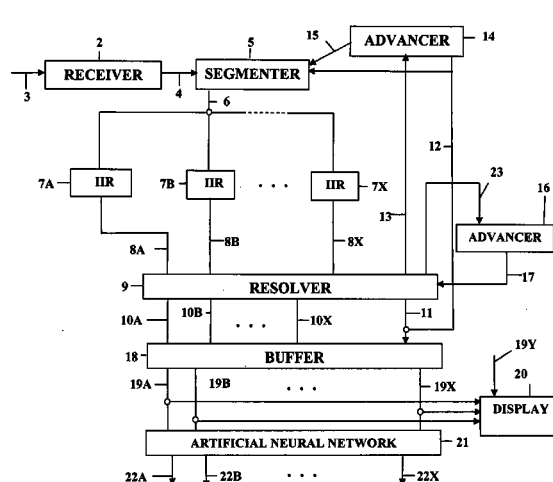 15
ADVANCER
14
2
5
RECEIVER
SEGMENTER
3
4
6
12
23
7A
IIR
7B
IIR
. . .
IIR
7X
16
13
ADVANCER
8A
8B
8X
17
9
RESOLVER
10A
10B
. . .
10X
11
19Y
18
BUFFER
20
19A
19B
. . .
19X
DISPLAY
ARTIFICIAL NEURAL NETWORK
21
22A
22B
. . .
22X